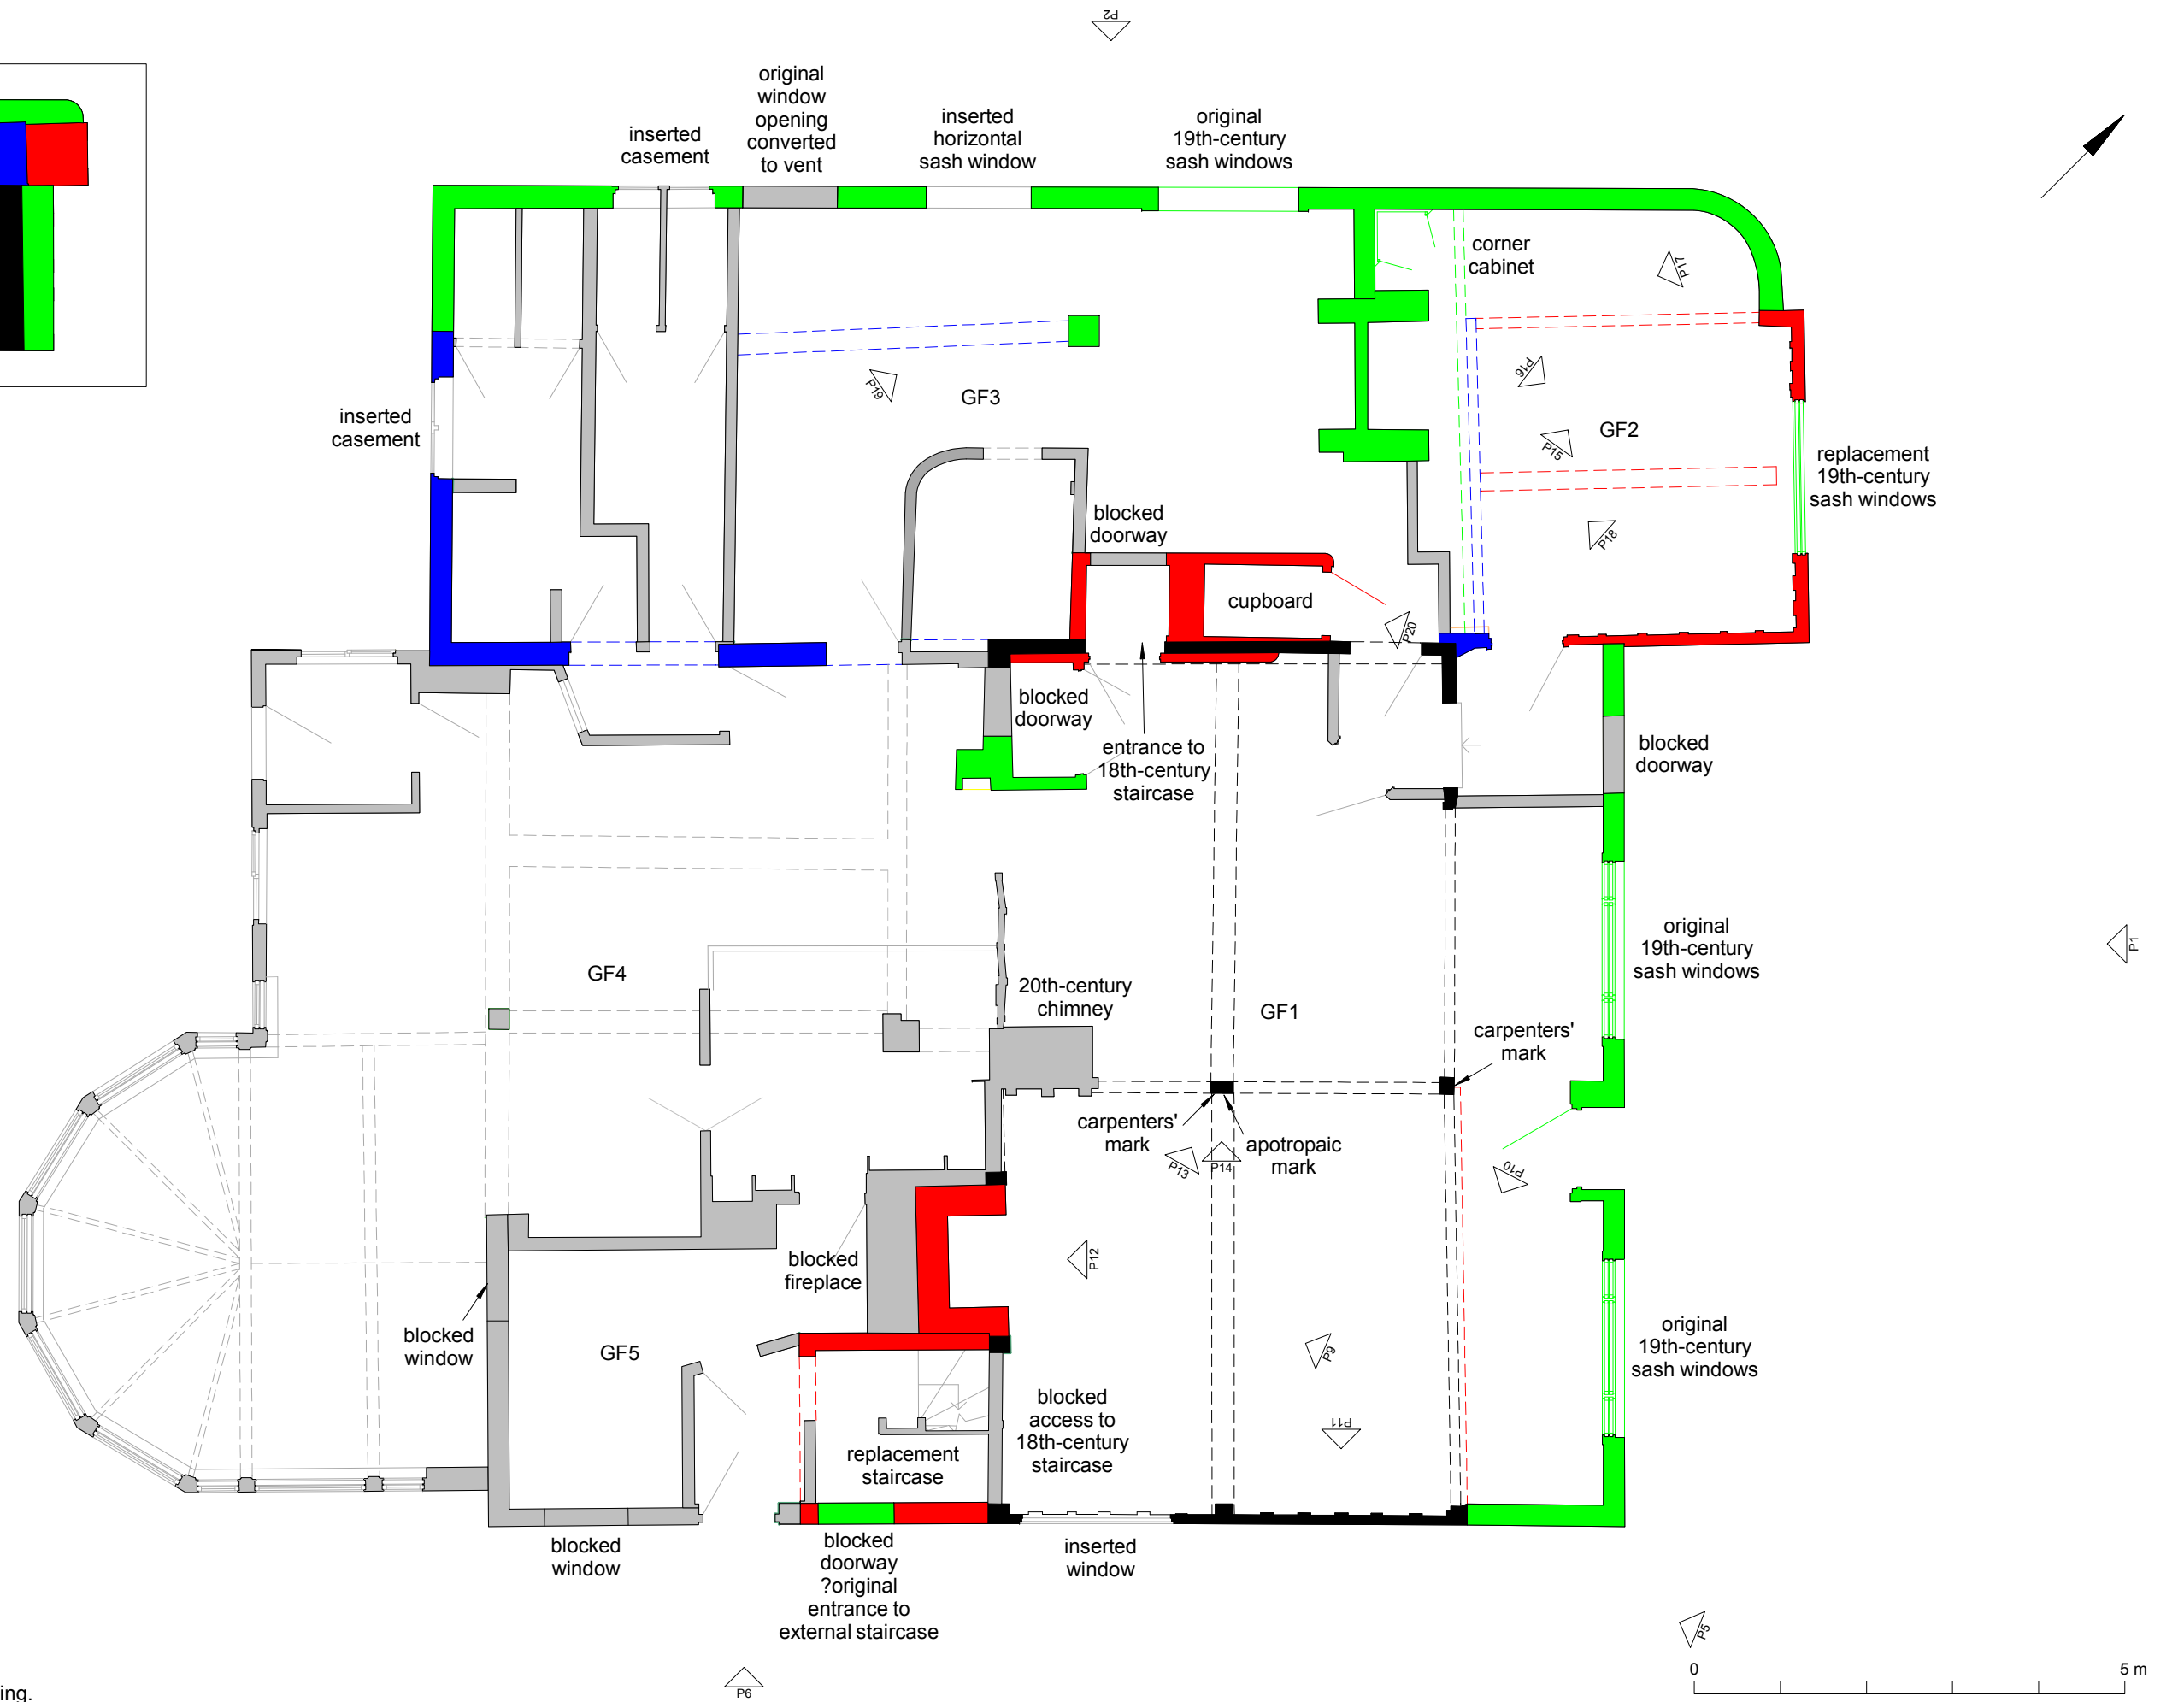 P2
original
window
opening
converted
to vent
inserted
casement
inserted
horizontal
sash window
original
19th-century
sash windows
corner
cabinet
P17
P16
P19
GF3
GF2
P15
inserted
casement
replacement
19th-century
sash windows
blocked
doorway
P18
cupboard
P20
blocked
doorway
entrance to
18th-century
staircase
blocked
doorway
original
19th-century
sash windows
P1
GF4
20th-century
chimney
GF1
carpenters'
mark
carpenters'
mark
apotropaic
mark
P13
P14
P10
P12
blocked
fireplace
blocked
window
GF5
P9
original
19th-century
sash windows
blocked
access to
18th-century
staircase
P11
replacement
staircase
blocked
window
blocked
doorway
?original
entrance to
external staircase
inserted
window
P5
P6
0
5 m
ing.